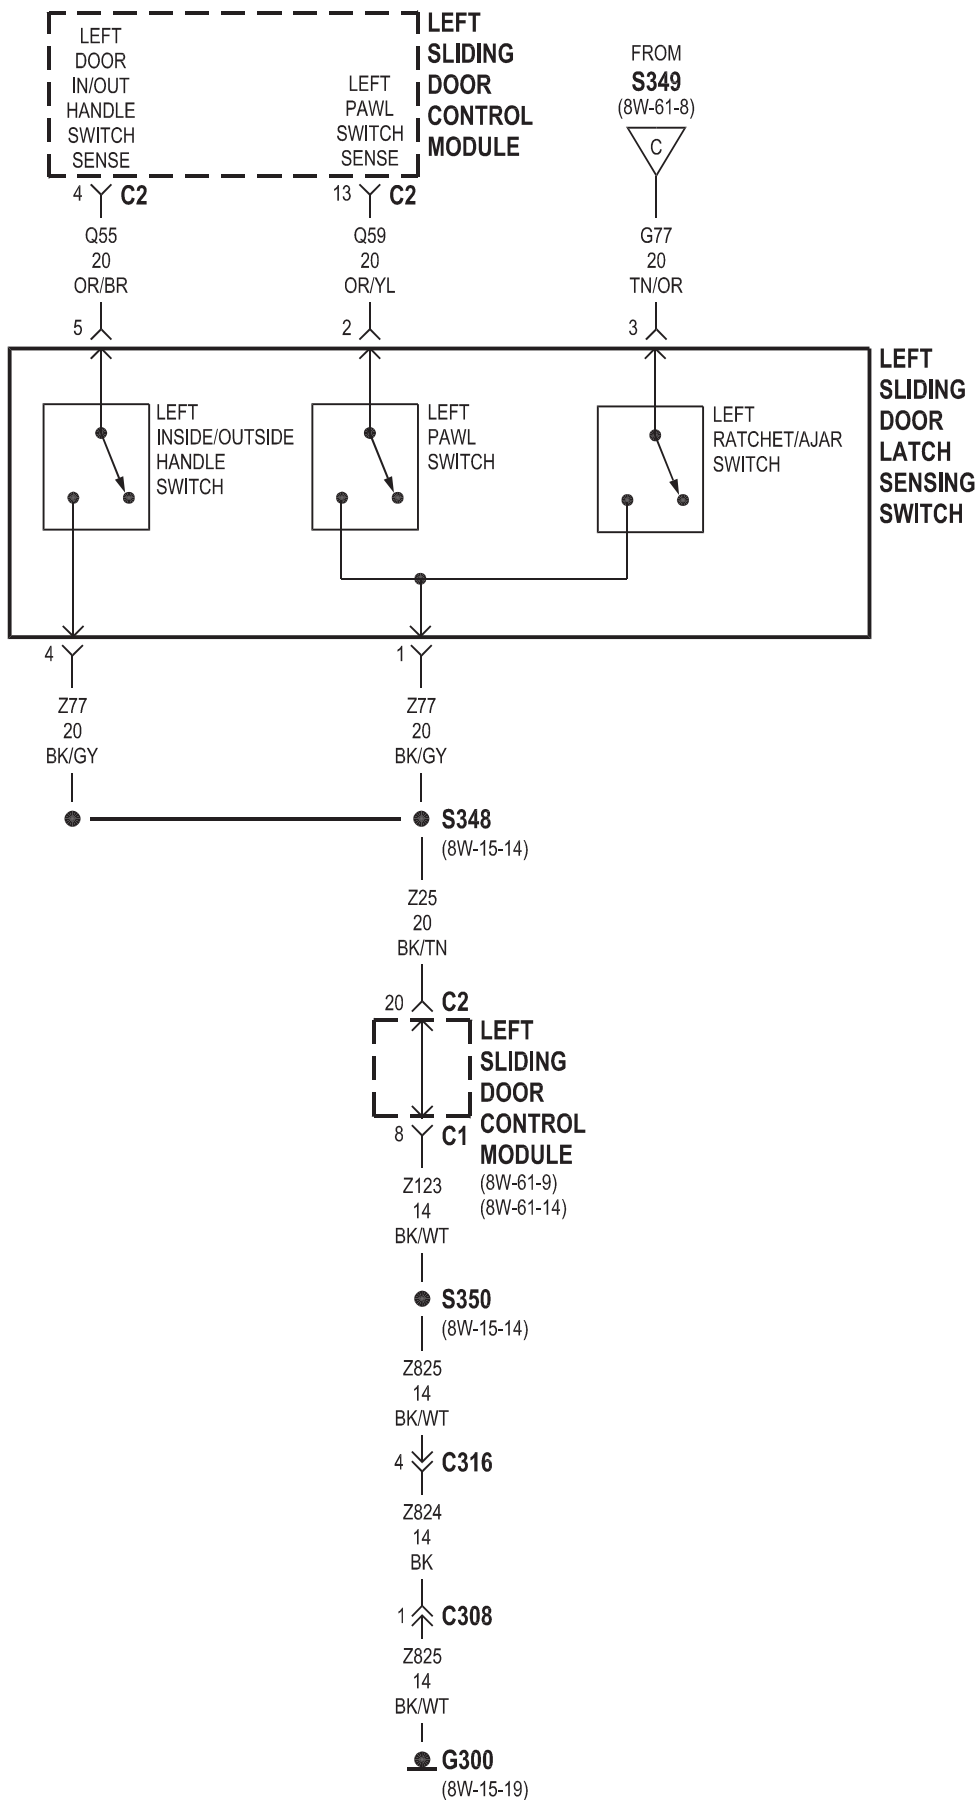 LEFT
DOOR
IN/OUT
HANDLE
SWITCH
SENSE
LEFT
PAWL
SWITCH
SENSE
LEFT
SLIDING
DOOR
CONTROL
MODULE
FROM
S349
(8W-61-8)
C
4 C2
13 C2
Q55
20
OR/BR
Q59
20
OR/YL
G77
20
TN/OR
5
2
3
LEFT
INSIDE/OUTSIDE
HANDLE
SWITCH
LEFT
PAWL
SWITCH
LEFT
RATCHET/AJAR
SWITCH
LEFT
SLIDING
DOOR
LATCH
SENSING
SWITCH
4
1
Z77
20
BK/GY
Z77
20
BK/GY
S348
(8W-15-14)
Z25
20
BK/TN
20 C2
LEFT
SLIDING
DOOR
CONTROL
MODULE
(8W-61-9)
(8W-61-14)
8 C1
Z123
14
BK/WT
S350
(8W-15-14)
Z825
14
BK/WT
4 C316
Z824
14
BK
1 C308
Z825
14
BK/WT
G300
(8W-15-19)